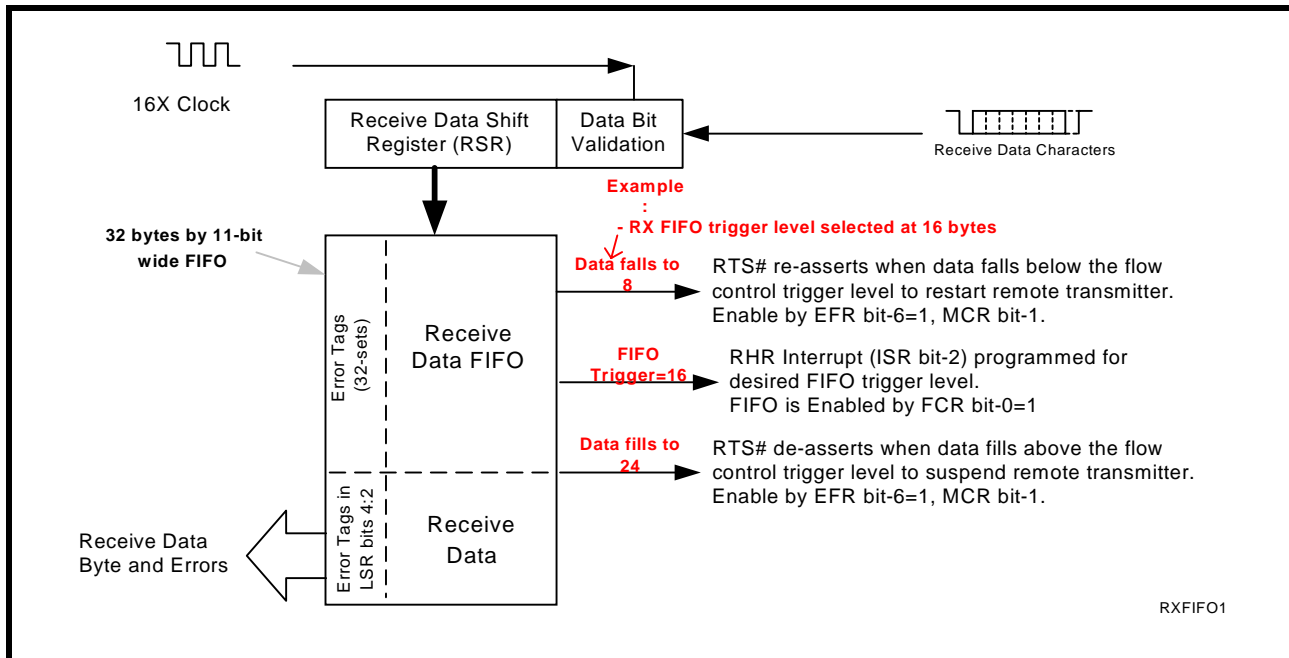 16X Clock
Receive Data Shift
Register (RSR)
Data Bit
Validation
Receive Data Characters
Example
:
- RX FIFO trigger level selected at 16 bytes
32 bytes by 11-bit
wide FIFO
Error Tags
(32-sets)
Receive
Data FIFO
Data falls to
8
RTS# re-asserts when data falls below the flow
control trigger level to restart remote transmitter.
Enable by EFR bit-6=1, MCR bit-1.
FIFO
Trigger=16
RHR Interrupt (ISR bit-2) programmed for
desired FIFO trigger level.
FIFO is Enabled by FCR bit-0=1
Data fills to
24
RTS# de-asserts when data fills above the flow
control trigger level to suspend remote transmitter.
Enable by EFR bit-6=1, MCR bit-1.
Error Tags in
LSR bits 4:2
Receive
Data
Receive Data
Byte and Errors
RXFIFO1